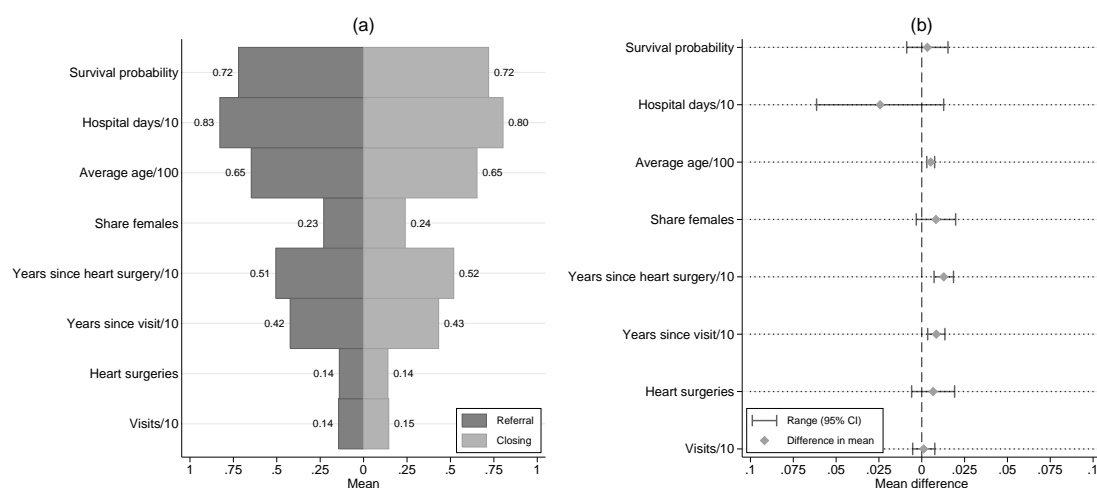 (a)
Survival probability
0.72
0.72
Hospital days/10
0.83
0.80
Average age/100
0.65
0.65
Share females
0.23
0.24
Years since heart surgery/10
0.51
0.52
Years since visit/10
0.42
0.43
Heart surgeries
0.14
0.14
Visits/10
0.14
0.15
Referral
Closing
1 .75 .5 .25 0 .25 .5 .75 1
Mean
(b)
Survival probability
Hospital days/10
Average age/100
Share females
Years since heart surgery/10
Years since visit/10
Heart surgeries
Visits/10
Range (95% CI)
Difference in mean
.1 .075 .05 .025 0 .025 .05 .075 .1
Mean difference